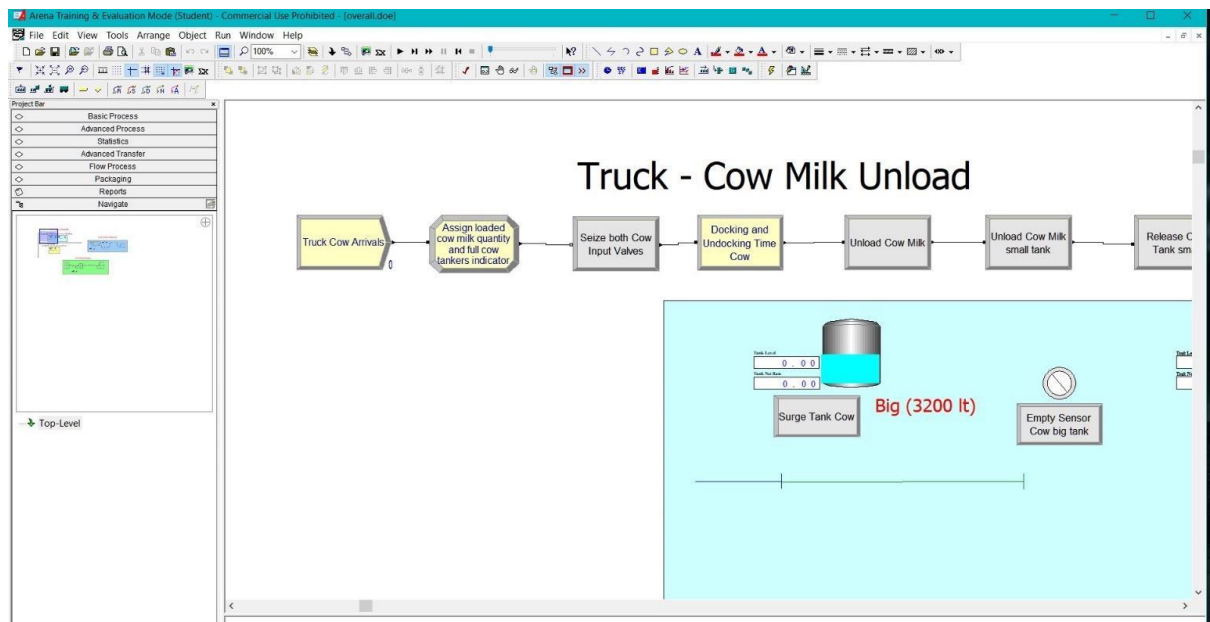 Arena Training & Evaluation Mode (Student) - Commercial Use Prohibited - [overall.doe]
File Edit View Tools Arrange Object Run Window Help
100%
Project Bar
Basic Process
Advanced Process
Statistics
Advanced Transfer
Flow Process
Packaging
Reports
Navigate
Top-Level
Truck - Cow Milk Unload
Truck Cow Arrivals
0
Assign loaded
cow milk quantity
and full cow
tankers indicator
Seize both Cow
Input Valves
Docking and
Undocking Time
Cow
Unload Cow Milk
Unload Cow Milk
small tank
Release C
Tank sm
Tank Level
0 . 0 0
Tank Net Rate
0 . 0 0
Surge Tank Cow
Big (3200 lt)
Empty Sensor
Cow big tank